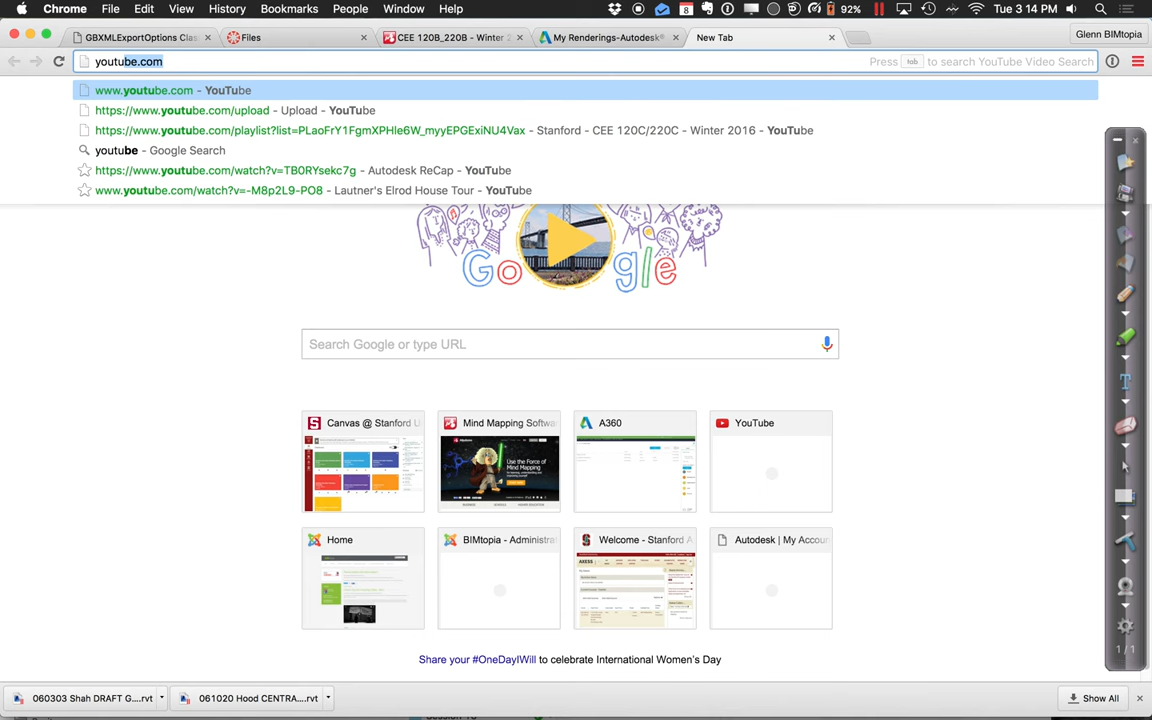 Chrome File Edit View History Bookmarks People Window Help 8 92% Tue 3 14 PM
GBXMLExportOptions Clas × Files × CEE 120B_220B - Winter 2 × My Renderings-Autodesk® × New Tab × Glenn BIMtopia
youtube.com Press tab to search YouTube Video Search
www.youtube.com - YouTube
https://www.youtube.com/upload - Upload - YouTube
https://www.youtube.com/playlist?list=PLaoFrY1FgmXPHle6W_myyEPGExiNU4Vax - Stanford - CEE 120C/220C - Winter 2016 - YouTube
youtube - Google Search
https://www.youtube.com/watch?v=TB0RYsekc7g - Autodesk ReCap - YouTube
www.youtube.com/watch?v=-M8p2L9-PO8 - Lautner's Elrod House Tour - YouTube
Google
Search Google or type URL
Canvas @ Stanford U Mind Mapping Softwa A360 YouTube
Use the Force of
Mind Mapping
Home BIMtopia - Administra Welcome - Stanford A Autodesk | My Accoun
AXESS
Share your #OneDayIWill to celebrate International Women's Day
1 / 1
060303 Shah DRAFT G....rvt 061020 Hood CENTRA....rvt Show All ×